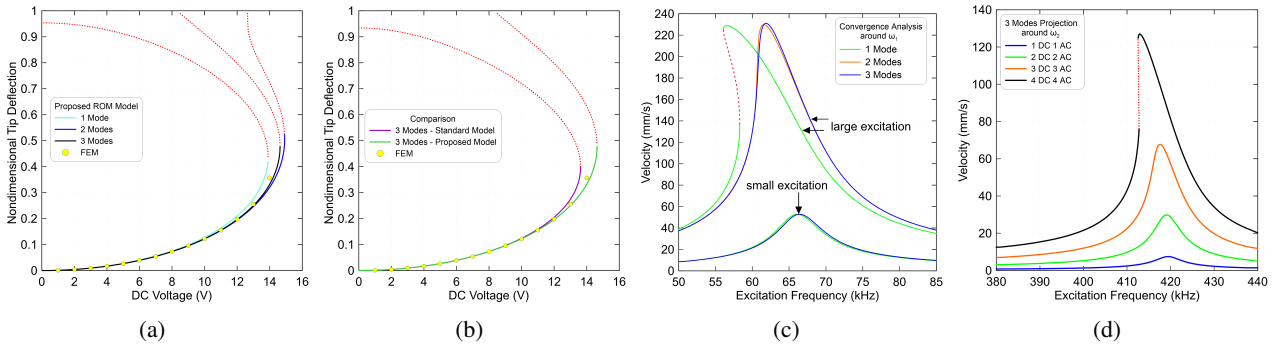 Nondimensional Tip Deflection
1
0.9
0.8
0.7
0.6
0.5
0.4
0.3
0.2
0.1
0
Proposed ROM Model
1 Mode
2 Modes
3 Modes
FEM
0 2 4 6 8 10 12 14 16
DC Voltage (V)
(a)
Nondimensional Tip Deflection
1
0.9
0.8
0.7
0.6
0.5
0.4
0.3
0.2
0.1
0
Comparison
3 Modes - Standard Model
3 Modes - Proposed Model
FEM
0 2 4 6 8 10 12 14 16
DC Voltage (V)
(b)
Velocity (mm/s)
240
220
200
180
160
140
120
100
80
60
40
20
0
Convergence Analysis
around ω₁
1 Mode
2 Modes
3 Modes
large excitation
small excitation
50 55 60 65 70 75 80 85
Excitation Frequency (kHz)
(c)
Velocity (mm/s)
140
120
100
80
60
40
20
0
3 Modes Projection
around ω₂
1 DC 1 AC
2 DC 2 AC
3 DC 3 AC
4 DC 4 AC
380 390 400 410 420 430 440
Excitation Frequency (kHz)
(d)